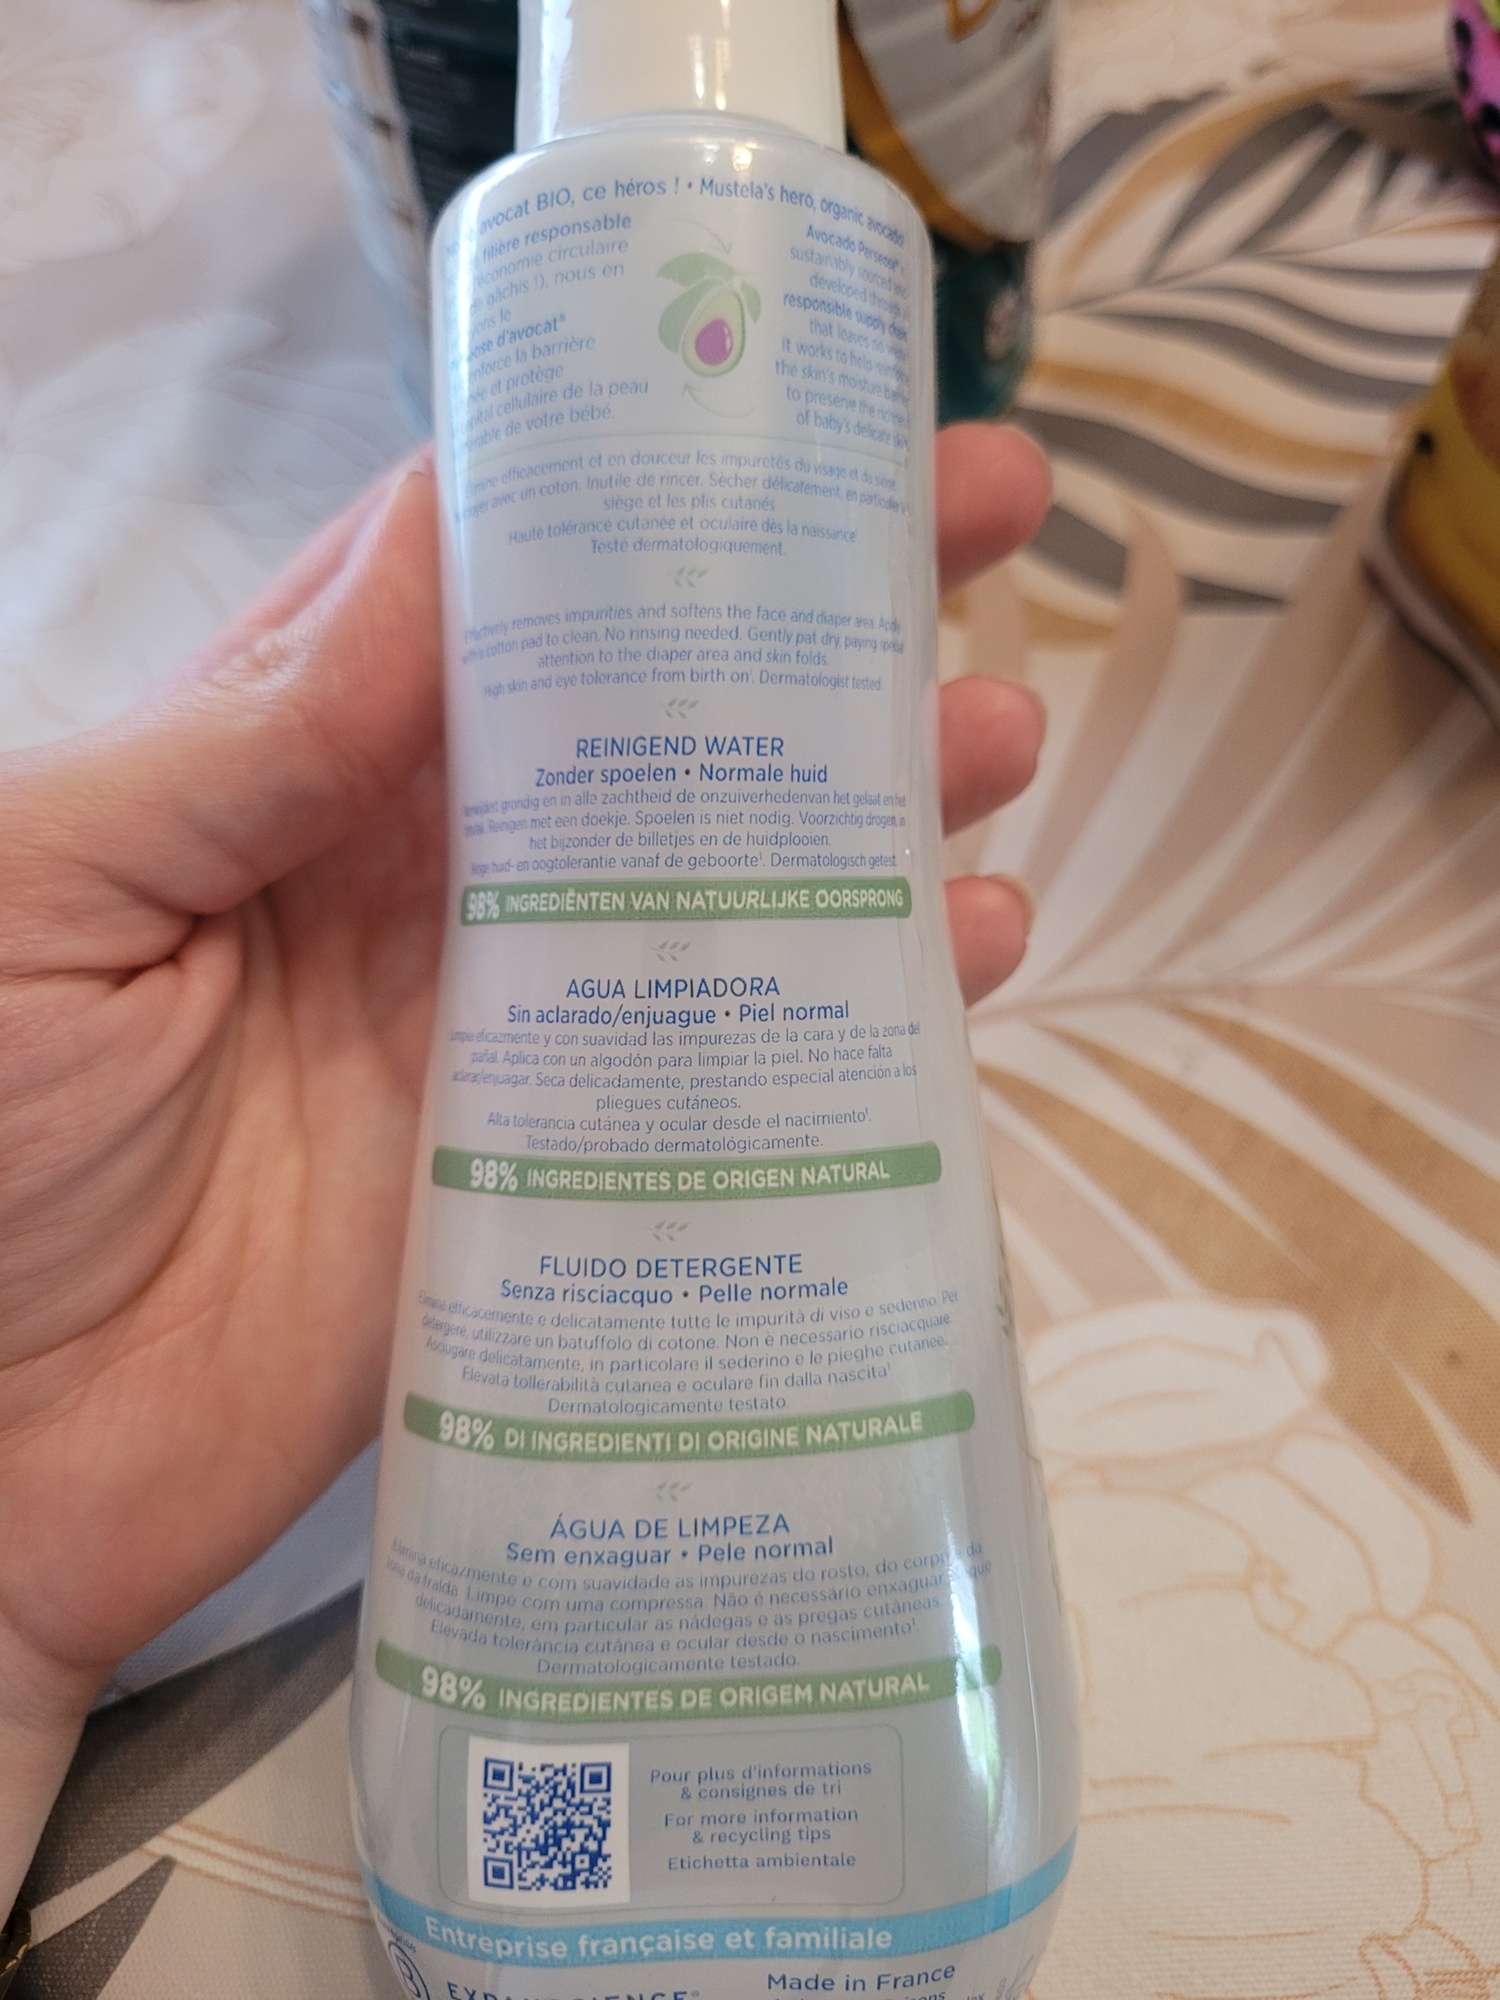 avocat BIO, ce héros ! • Mustela's hero, organic avocado
filière responsable
économie circulaire
gâchis !), nous en
le
d'avocat®
la barrière
et protège
cellulaire de la peau
de votre bébé.
Avocado Perseose®
sustainably sourced
developed through
responsible supply
that leaves no
it works to help
the skin's moisture
to preserve the
of baby's delicate
efficacement et en douceur les impuretés du visage et du siège.
avec un coton. Inutile de rincer. Sécher délicatement, en particulier
siège et les plis cutanés.
Haute tolérance cutanée et oculaire dès la naissance¹
Testé dermatologiquement.
Effectively removes impurities and softens the face and diaper area. Apply
with a cotton pad to clean. No rinsing needed. Gently pat dry, paying special
attention to the diaper area and skin folds.
High skin and eye tolerance from birth on¹. Dermatologist tested.
REINIGEND WATER
Zonder spoelen • Normale huid
grondig en in alle zachtheid de onzuiverhedenvan het gelaat en het
Reinigen met een doekje. Spoelen is niet nodig. Voorzichtig drogen, in
het bijzonder de billetjes en de huidplooien.
Hoge huid- en oogtolerantie vanaf de geboorte¹. Dermatologisch getest.
98% INGREDIËNTEN VAN NATUURLIJKE OORSPRONG
AGUA LIMPIADORA
Sin aclarado/enjuague • Piel normal
Limpia eficazmente y con suavidad las impurezas de la cara y de la zona del
pañal. Aplica con un algodón para limpiar la piel. No hace falta
aclarar/enjuagar. Seca delicadamente, prestando especial atención a los
pliegues cutáneos.
Alta tolerancia cutánea y ocular desde el nacimiento¹.
Testado/probado dermatológicamente.
98% INGREDIENTES DE ORIGEN NATURAL
FLUIDO DETERGENTE
Senza risciacquo • Pelle normale
Elimina efficacemente e delicatamente tutte le impurità di viso e sederino. Per
detergere, utilizzare un batuffolo di cotone. Non è necessario risciacquare.
Asciugare delicatamente, in particolare il sederino e le pieghe cutanee.
Elevata tollerabilità cutanea e oculare fin dalla nascita¹
Dermatologicamente testato.
98% DI INGREDIENTI DI ORIGINE NATURALE
ÁGUA DE LIMPEZA
Sem enxaguar • Pele normal
Elimina eficazmente e com suavidade as impurezas do rosto, do corpo da
da fralda. Limpe com uma compressa. Não é necessário enxaguar.
delicadamente, em particular as nádegas e as pregas cutâneas.
Elevada tolerância cutânea e ocular desde o nascimento¹
Dermatologicamente testado.
98% INGREDIENTES DE ORIGEM NATURAL
Pour plus d'informations
& consignes de tri
For more information
& recycling tips
Etichetta ambientale
Entreprise française et familiale
B
EXPANSCIENCE®
Made in France